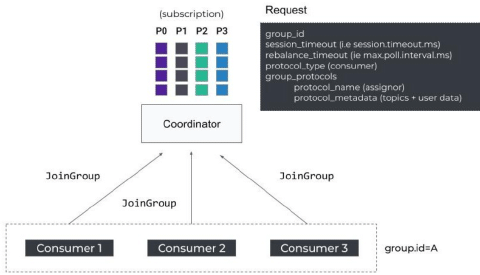 (subscription)
P0 P1 P2 P3
Request
group_id
session_timeout (i.e session.timeout.ms)
rebalance_timeout (ie max.poll.interval.ms)
protocol_type (consumer)
group_protocols
protocol_name (assignor)
protocol_metadata (topics + user data)
Coordinator
JoinGroup
JoinGroup
JoinGroup
Consumer 1
Consumer 2
Consumer 3
group.id=A